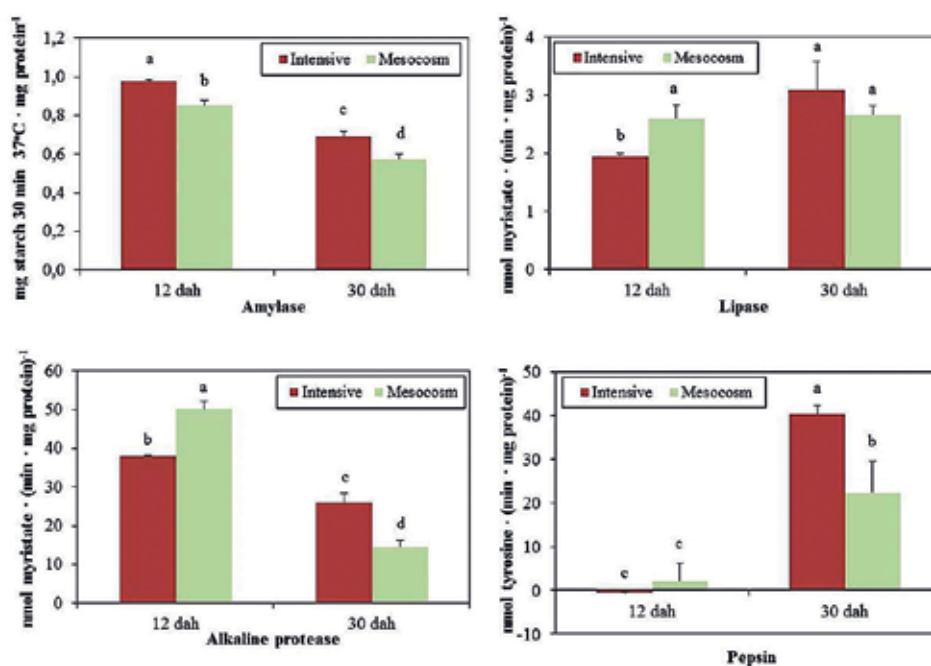 mg starch 30 min 37ºC · mg protein⁻¹
1,2
1,0
0,8
0,6
0,4
0,2
0,0
Intensive
Mesocosm
a
b
c
d
12 dah
30 dah
Amylase
nmol myristate · (min · mg protein)⁻¹
4
3
2
1
0
Intensive
Mesocosm
b
a
a
a
12 dah
30 dah
Lipase
nmol myristate · (min · mg protein)⁻¹
60
50
40
30
20
10
0
Intensive
Mesocosm
b
a
c
d
12 dah
30 dah
Alkaline protease
nmol tyrosine · (min · mg protein)⁻¹
50
40
30
20
10
0
-10
Intensive
Mesocosm
c
c
a
b
12 dah
30 dah
Pepsin